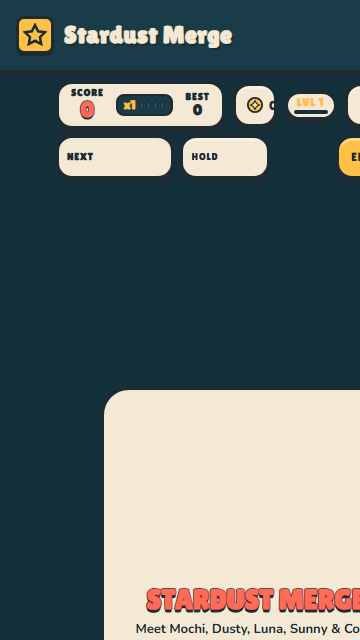 Stardust Merge
SCORE
0
x1
BEST
0
LVL 1
NEXT
HOLD
STARDUST MERGE
Meet Mochi, Dusty, Luna, Sunny & Co